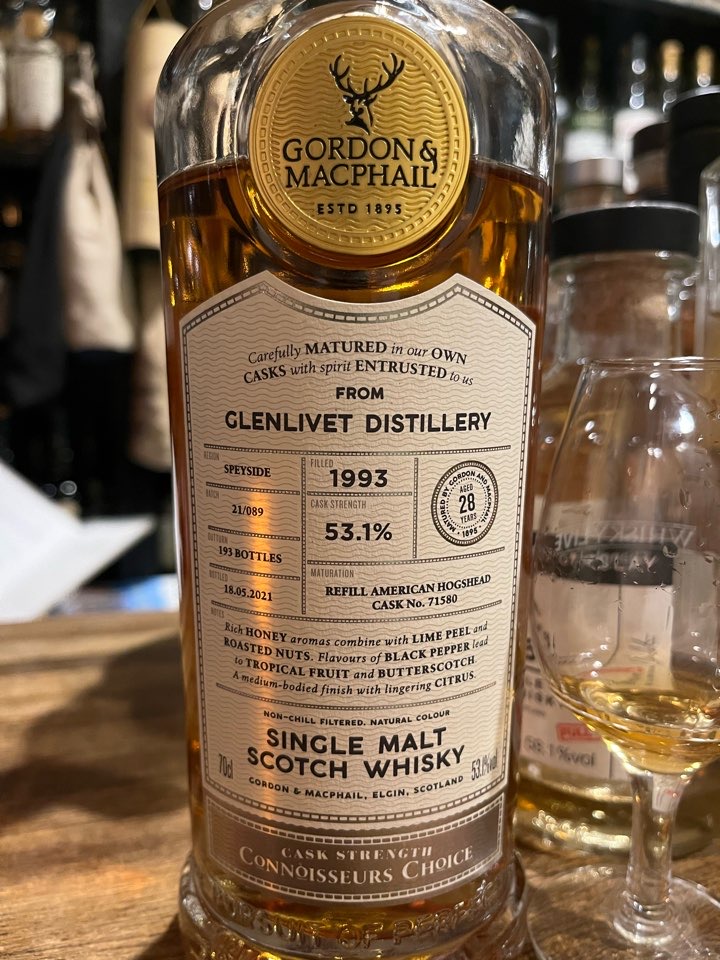 GORDON &
MACPHAIL
ESTD 1895
Carefully MATURED in our OWN
CASKS with spirit ENTRUSTED to us
FROM
GLENLIVET DISTILLERY
REGION
SPEYSIDE
BATCH
21/089
OUTTURN
193 BOTTLES
BOTTLED
18.05.2021
FILLED
1993
CASK STRENGTH
53.1%
MATURED BY GORDON AND MACPHAIL
AGED
28
YEARS
1895
MATURATION
REFILL AMERICAN HOGSHEAD
CASK No. 71580
NOTES
Rich HONEY aromas combine with LIME PEEL and
ROASTED NUTS. Flavours of BLACK PEPPER lead
to TROPICAL FRUIT and BUTTERSCOTCH.
A medium-bodied finish with lingering CITRUS.
NON-CHILL FILTERED. NATURAL COLOUR
SINGLE MALT
SCOTCH WHISKY
70cl
53.1%vol
GORDON & MACPHAIL, ELGIN, SCOTLAND
CASK STRENGTH
CONNOISSEURS CHOICE